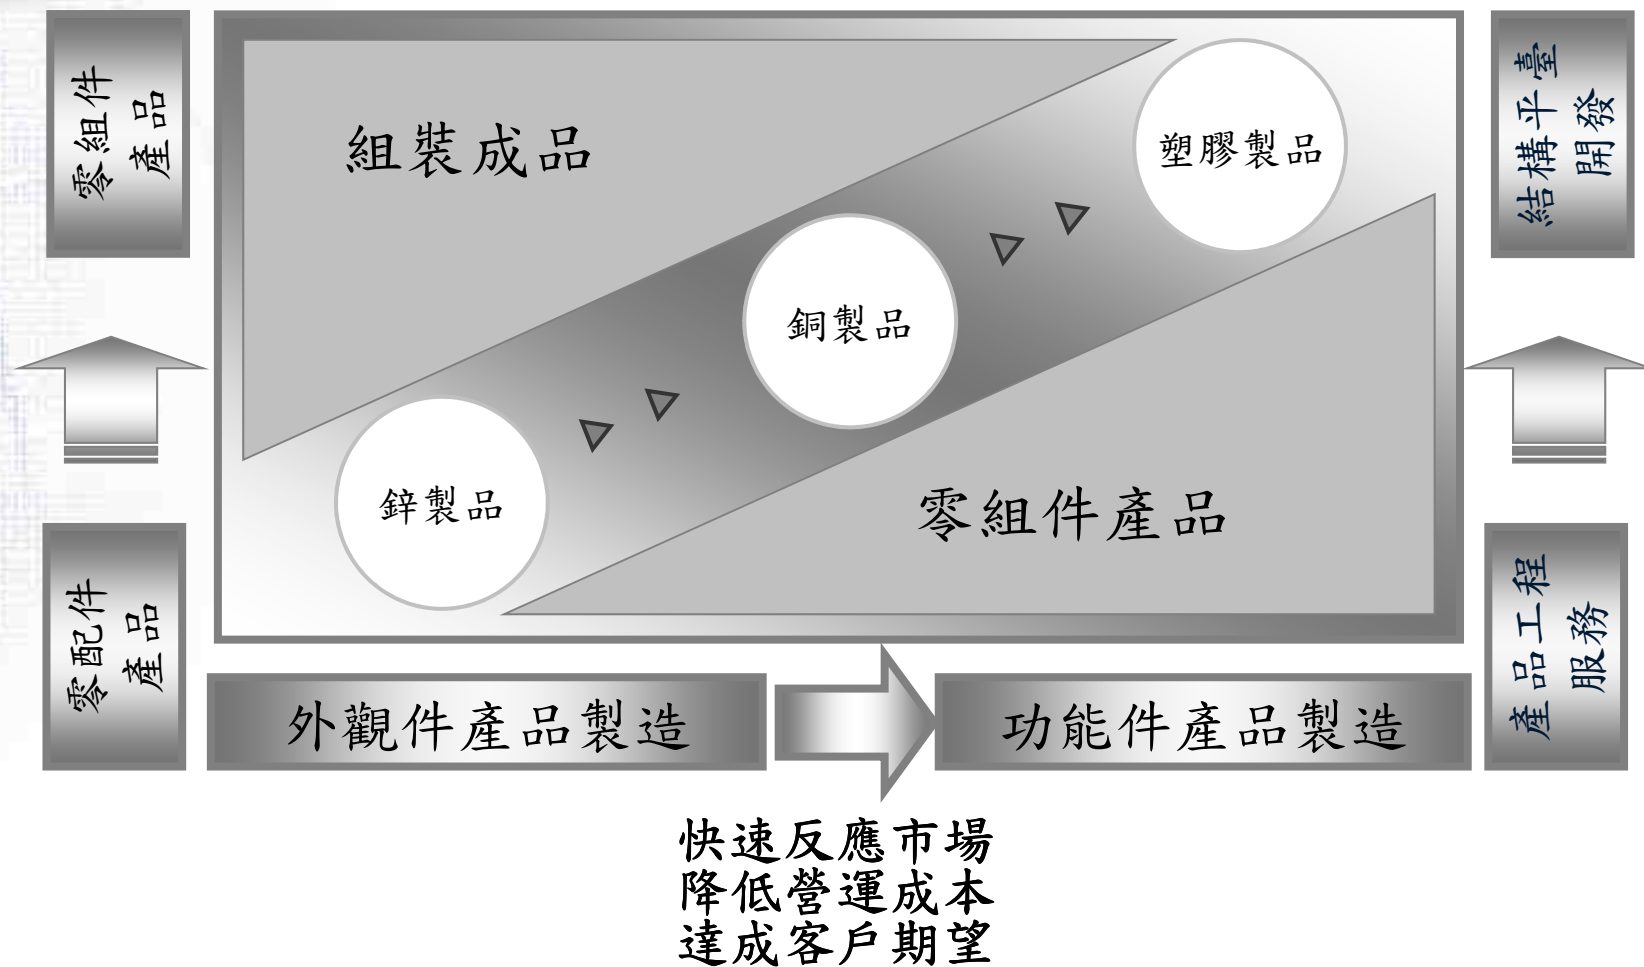 零組件
產品
組裝成品
塑膠製品
結構平臺
開發
銅製品
鋅製品
零組件產品
零配件
產品
外觀件產品製造
功能件產品製造
產品工程
服務
快速反應市場
降低營運成本
達成客戶期望